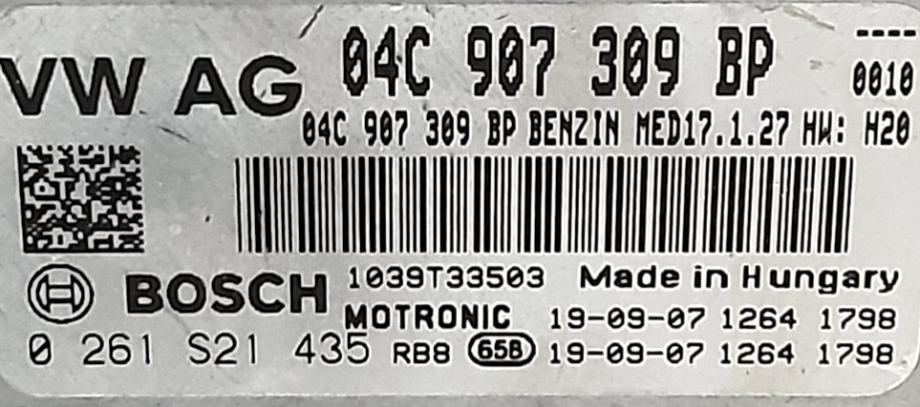 VW AG 04C 907 309 BP ----
0010
04C 907 309 BP BENZIN MED17.1.27 HW: H20
BOSCH 1039T33503 Made in Hungary
MOTRONIC 19-09-07 1264 1798
0 261 S21 435 RB8 65B 19-09-07 1264 1798